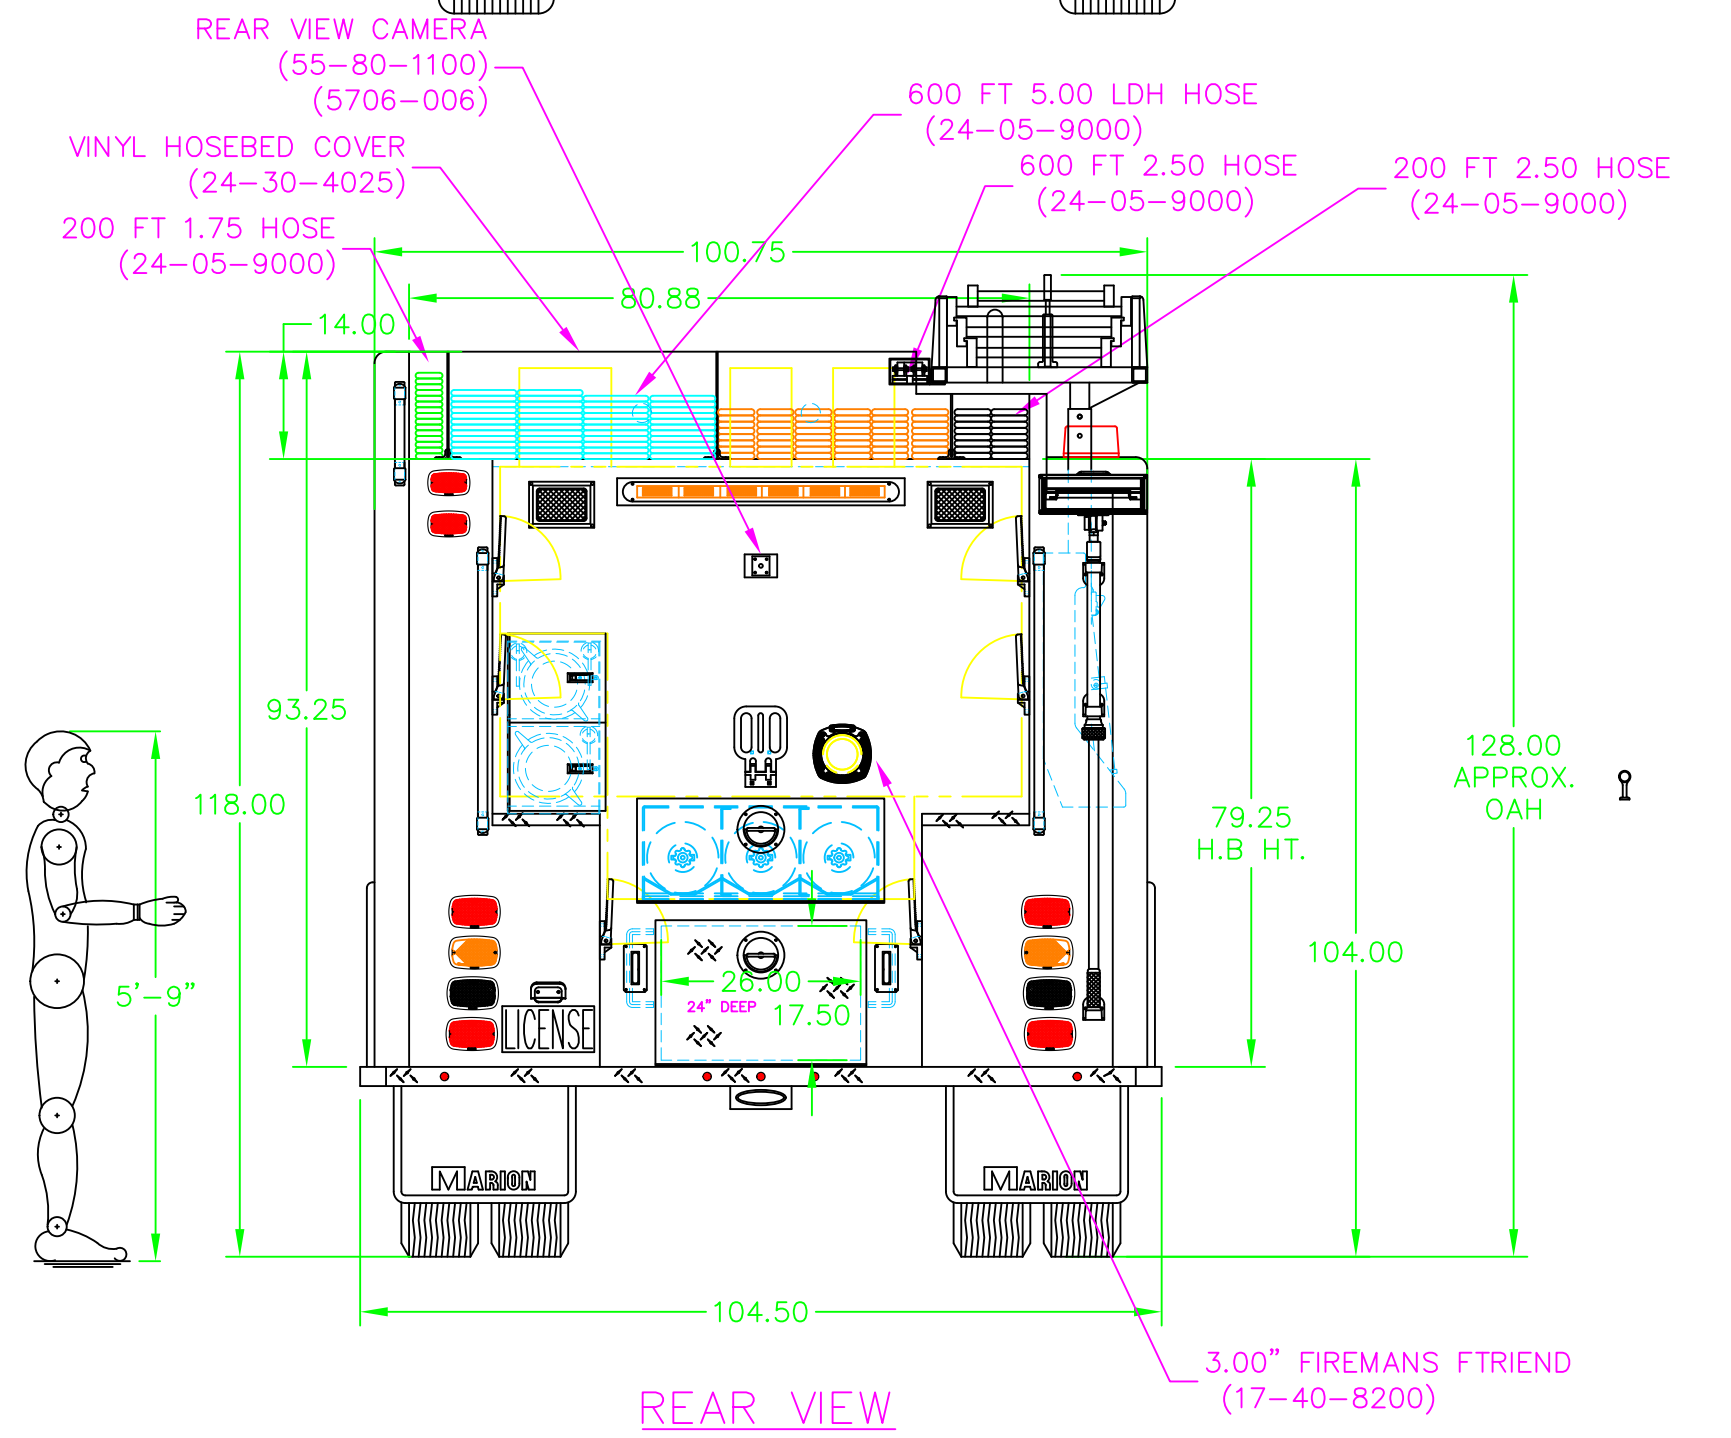 REAR VIEW CAMERA
(55-80-1100)
(5706-006)
600 FT 5.00 LDH HOSE
(24-05-9000)
VINYL HOSEBED COVER
(24-30-4025)
600 FT 2.50 HOSE
(24-05-9000)
200 FT 2.50 HOSE
(24-05-9000)
200 FT 1.75 HOSE
(24-05-9000)
100.75
80.88
14.00
93.25
118.00
128.00
APPROX.
OAH
79.25
H.B HT.
104.00
5'-9"
26.00
24" DEEP
17.50
LICENSE
MARION
MARION
104.50
3.00" FIREMANS FTRIEND
(17-40-8200)
REAR VIEW